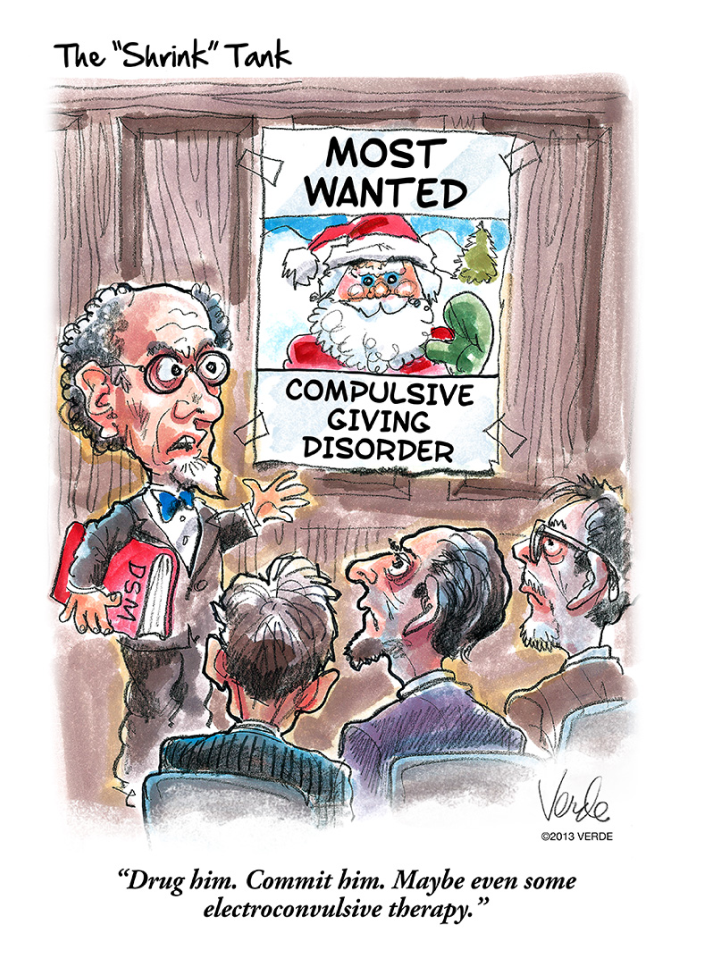 The "Shrink" Tank
MOST
WANTED
COMPULSIVE
GIVING
DISORDER
DSM
Verde
©2013 VERDE
“Drug him. Commit him. Maybe even some
electroconvulsive therapy.”